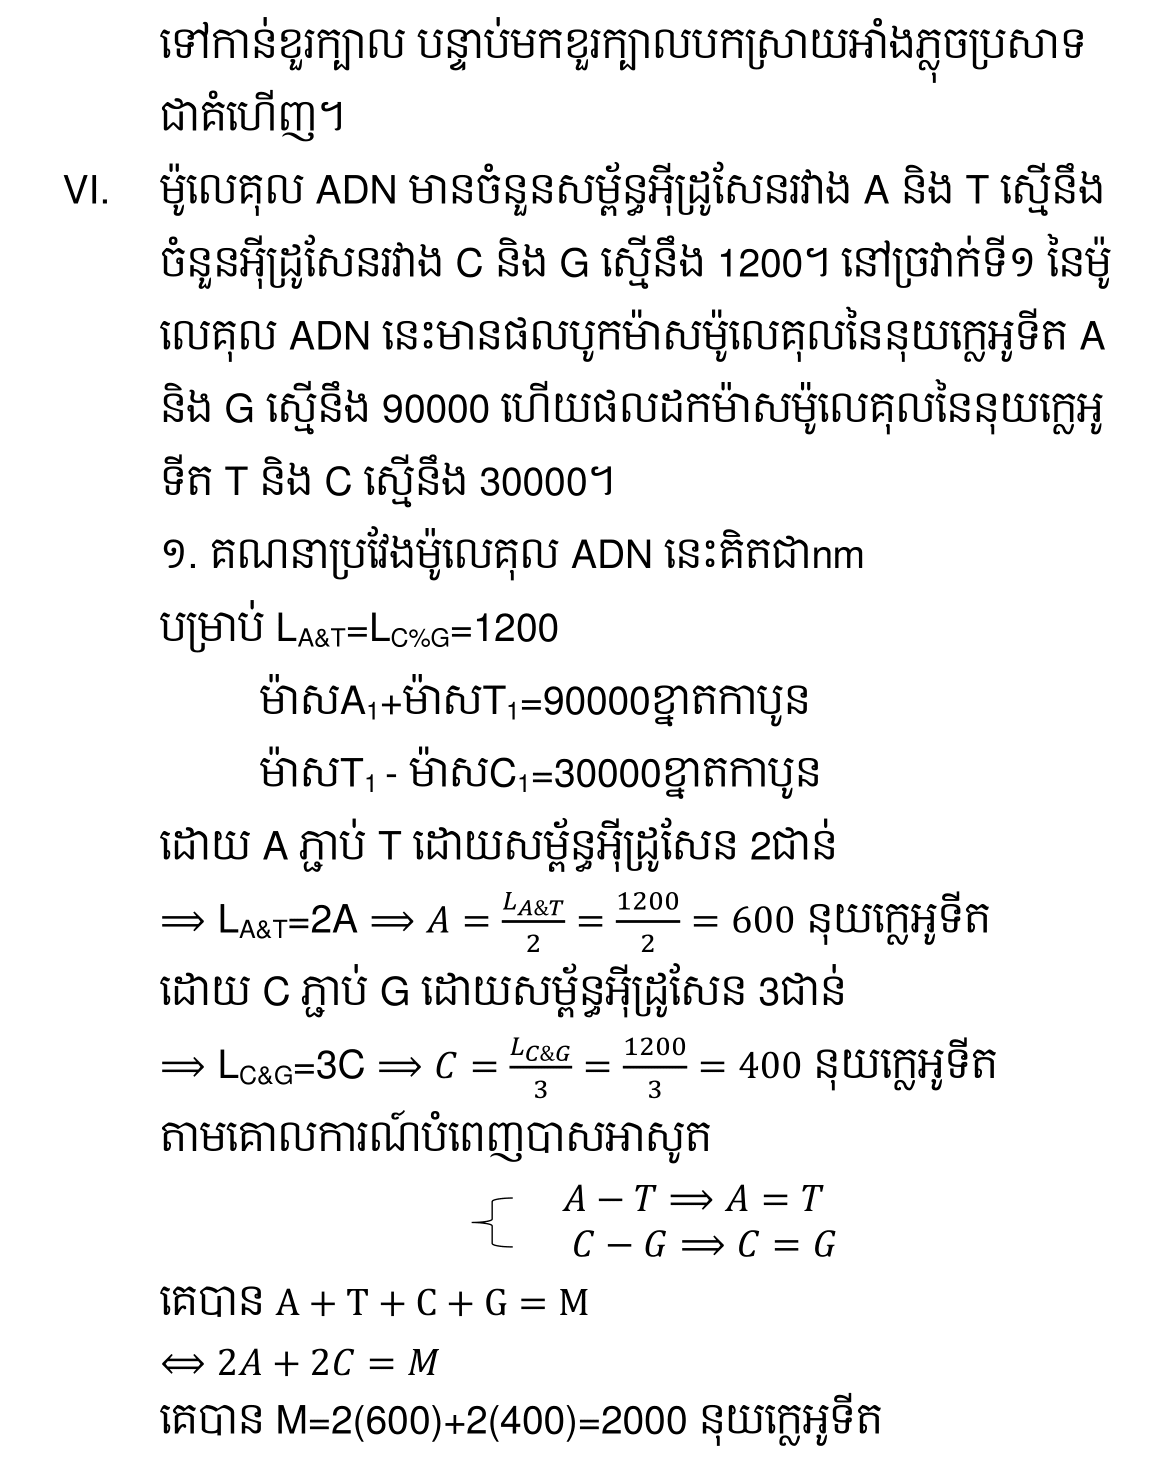 ទៅកាន់ខួរក្បាល បន្ទាប់មកខួរក្បាលបកស្រាយអាំងភ្លុចប្រសាទ
ជាគំហើញ។
VI. ម៉ូលេគុល ADN មានចំនួនសម្ព័ន្ធអ៊ីដ្រូសែនរវាង A និង T ស្មើនឹង
ចំនួនអ៊ីដ្រូសែនរវាង C និង G ស្មើនឹង 1200។ នៅច្រវាក់ទី១ នៃម៉ូ
លេគុល ADN នេះមានផលបូកម៉ាសម៉ូលេគុលនៃនុយក្លេអូទីត A
និង G ស្មើនឹង 90000 ហើយផលដកម៉ាសម៉ូលេគុលនៃនុយក្លេអូ
ទីត T និង C ស្មើនឹង 30000។
១. គណនាប្រវែងម៉ូលេគុល ADN នេះគិតជាnm
បម្រាប់ L_{A&T}=L_{C%G}=1200
ម៉ាសA₁+ម៉ាសT₁=90000ខ្នាតកាបូន
ម៉ាសT₁ - ម៉ាសC₁=30000ខ្នាតកាបូន
ដោយ A ភ្ជាប់ T ដោយសម្ព័ន្ធអ៊ីដ្រូសែន 2ជាន់
⟹ L_{A&T}=2A ⟹ A = \frac{L_{A&T}}{2} = \frac{1200}{2} = 600 នុយក្លេអូទីត
ដោយ C ភ្ជាប់ G ដោយសម្ព័ន្ធអ៊ីដ្រូសែន 3ជាន់
⟹ L_{C&G}=3C ⟹ C = \frac{L_{C&G}}{3} = \frac{1200}{3} = 400 នុយក្លេអូទីត
តាមគោលការណ៍បំពេញបាសអាសូត
{ A − T ⟹ A = T
C − G ⟹ C = G
គេបាន A + T + C + G = M
⟺ 2A + 2C = M
គេបាន M=2(600)+2(400)=2000 នុយក្លេអូទីត